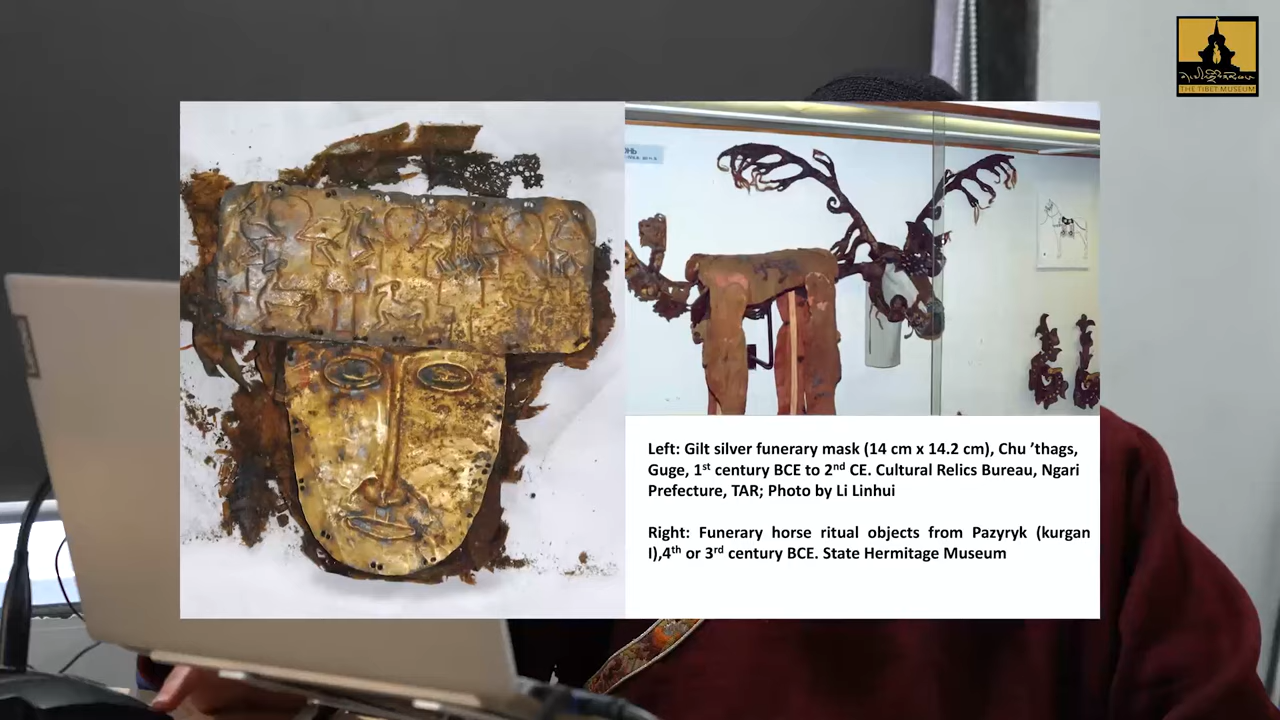 THE TIBET MUSEUM
Left: Gilt silver funerary mask (14 cm x 14.2 cm), Chu ’thags,
Guge, 1st century BCE to 2nd CE. Cultural Relics Bureau, Ngari
Prefecture, TAR; Photo by Li Linhui
Right: Funerary horse ritual objects from Pazyryk (kurgan
I),4th or 3rd century BCE. State Hermitage Museum